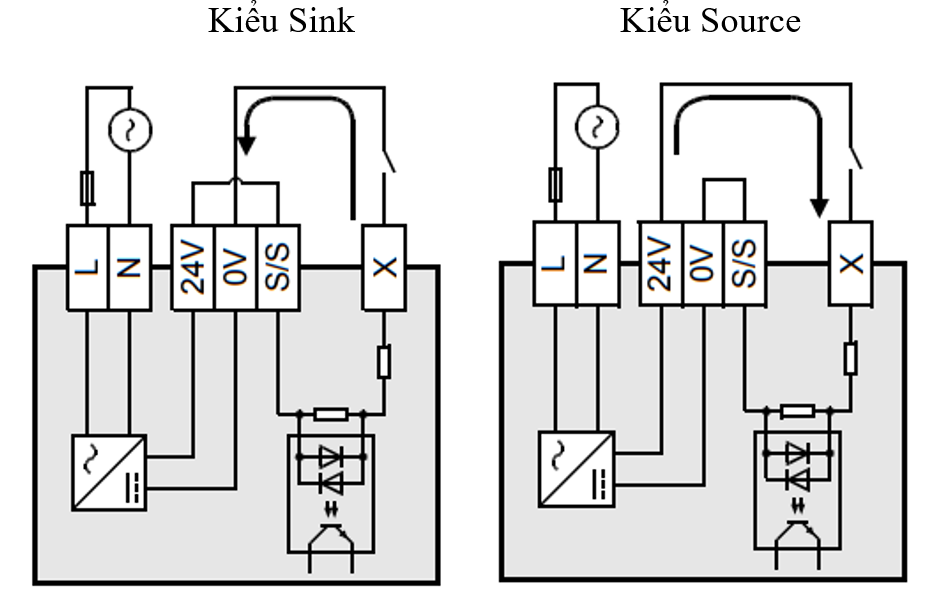 Kiểu Sink
Kiểu Source
L
N
24V
0V
S/S
X
L
N
24V
0V
S/S
X